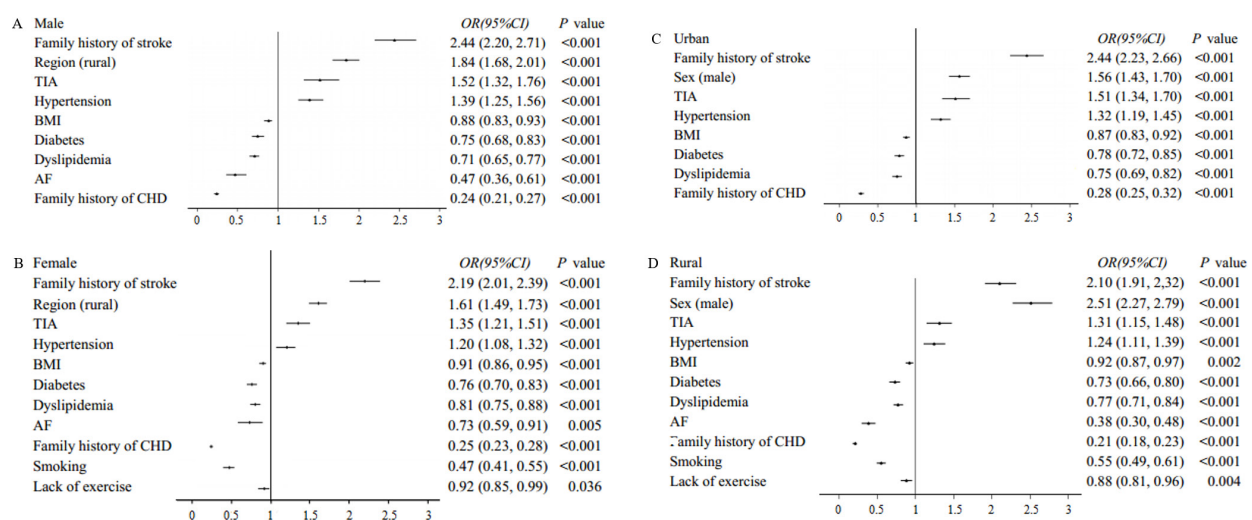 A Male OR(95%CI) P value
Family history of stroke 2.44 (2.20, 2.71) <0.001
Region (rural) 1.84 (1.68, 2.01) <0.001
TIA 1.52 (1.32, 1.76) <0.001
Hypertension 1.39 (1.25, 1.56) <0.001
BMI 0.88 (0.83, 0.93) <0.001
Diabetes 0.75 (0.68, 0.83) <0.001
Dyslipidemia 0.71 (0.65, 0.77) <0.001
AF 0.47 (0.36, 0.61) <0.001
Family history of CHD 0.24 (0.21, 0.27) <0.001
0 0.5 1 1.5 2 2.5 3
B Female OR(95%CI) P value
Family history of stroke 2.19 (2.01, 2.39) <0.001
Region (rural) 1.61 (1.49, 1.73) <0.001
TIA 1.35 (1.21, 1.51) <0.001
Hypertension 1.20 (1.08, 1.32) <0.001
BMI 0.91 (0.86, 0.95) <0.001
Diabetes 0.76 (0.70, 0.83) <0.001
Dyslipidemia 0.81 (0.75, 0.88) <0.001
AF 0.73 (0.59, 0.91) 0.005
Family history of CHD 0.25 (0.23, 0.28) <0.001
Smoking 0.47 (0.41, 0.55) <0.001
Lack of exercise 0.92 (0.85, 0.99) 0.036
0 0.5 1 1.5 2 2.5 3
C Urban OR(95%CI) P value
Family history of stroke 2.44 (2.23, 2.66) <0.001
Sex (male) 1.56 (1.43, 1.70) <0.001
TIA 1.51 (1.34, 1.70) <0.001
Hypertension 1.32 (1.19, 1.45) <0.001
BMI 0.87 (0.83, 0.92) <0.001
Diabetes 0.78 (0.72, 0.85) <0.001
Dyslipidemia 0.75 (0.69, 0.82) <0.001
Family history of CHD 0.28 (0.25, 0.32) <0.001
0 0.5 1 1.5 2 2.5 3
D Rural OR(95%CI) P value
Family history of stroke 2.10 (1.91, 2,32) <0.001
Sex (male) 2.51 (2.27, 2.79) <0.001
TIA 1.31 (1.15, 1.48) <0.001
Hypertension 1.24 (1.11, 1.39) <0.001
BMI 0.92 (0.87, 0.97) 0.002
Diabetes 0.73 (0.66, 0.80) <0.001
Dyslipidemia 0.77 (0.71, 0.84) <0.001
AF 0.38 (0.30, 0.48) <0.001
Family history of CHD 0.21 (0.18, 0.23) <0.001
Smoking 0.55 (0.49, 0.61) <0.001
Lack of exercise 0.88 (0.81, 0.96) 0.004
0 0.5 1 1.5 2 2.5 3